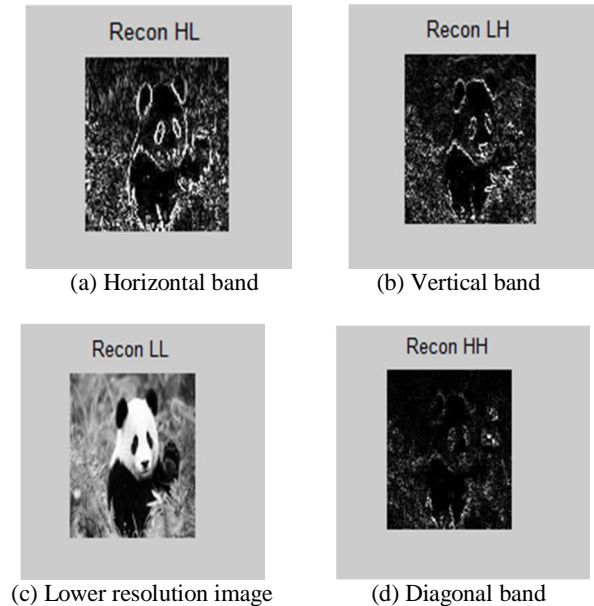 Recon HL
Recon LH
(a) Horizontal band
(b) Vertical band
Recon LL
Recon HH
(c) Lower resolution image
(d) Diagonal band